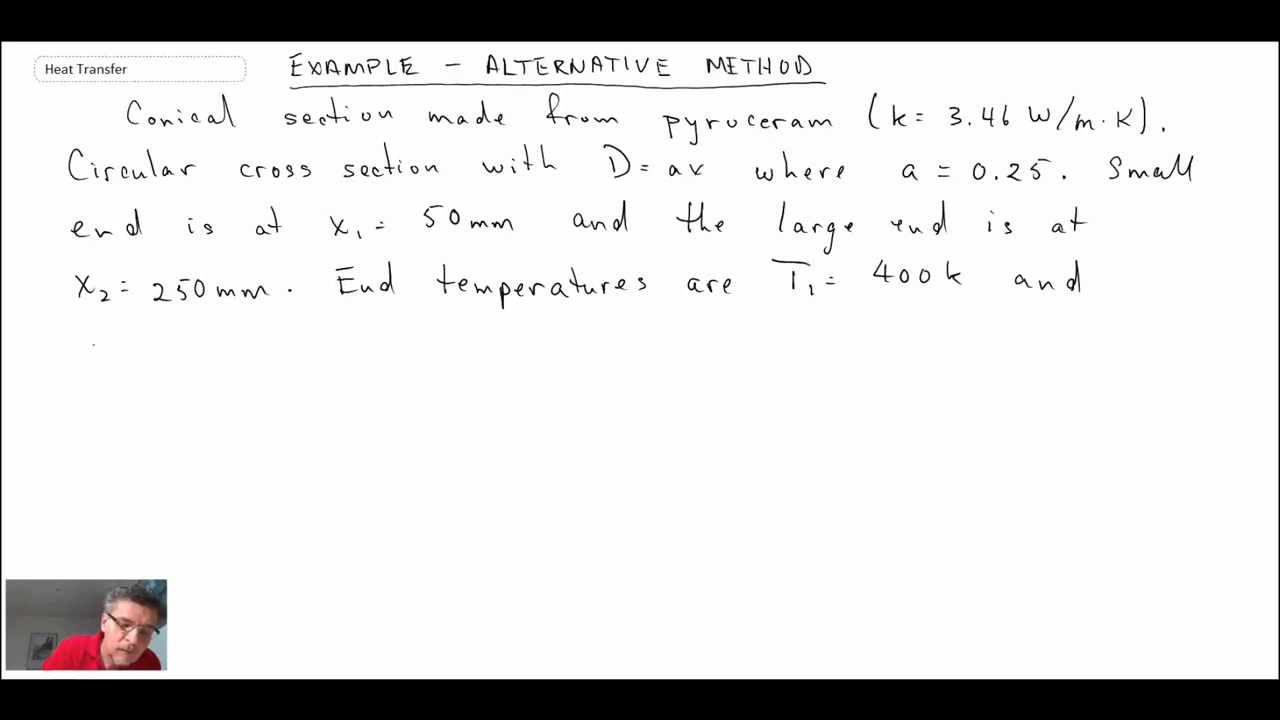 Heat Transfer
EXAMPLE - ALTERNATIVE METHOD
Conical section made from pyroceram (k= 3.46 W/m·K).
Circular cross section with D= ax where a = 0.25. Small
end is at x₁= 50mm and the large end is at
x₂= 250mm. End temperatures are T₁= 400k and